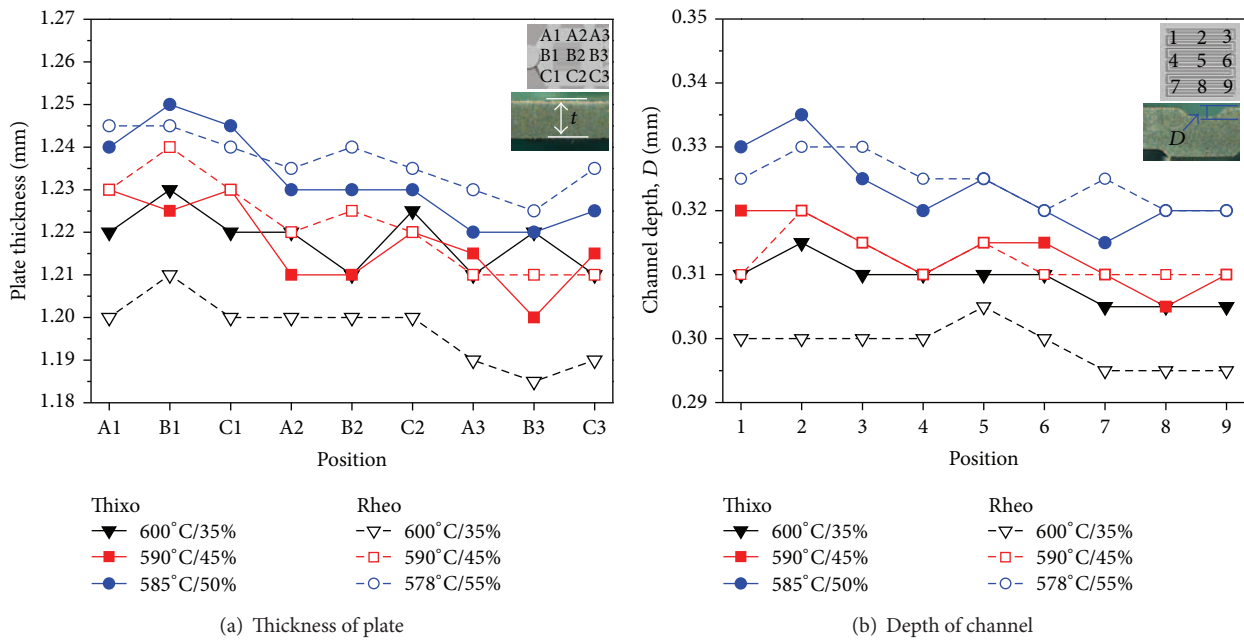 1.27
1.26
1.25
1.24
1.23
1.22
1.21
1.20
1.19
1.18
Plate thickness (mm)
A1 A2 A3
B1 B2 B3
C1 C2 C3
t
A1 B1 C1 A2 B2 C2 A3 B3 C3
Position
Thixo Rheo
600°C/35% 600°C/35%
590°C/45% 590°C/45%
585°C/50% 578°C/55%
(a) Thickness of plate
0.35
0.34
0.33
0.32
0.31
0.30
0.29
Channel depth, D (mm)
1 2 3
4 5 6
7 8 9
D
1 2 3 4 5 6 7 8 9
Position
Thixo Rheo
600°C/35% 600°C/35%
590°C/45% 590°C/45%
585°C/50% 578°C/55%
(b) Depth of channel